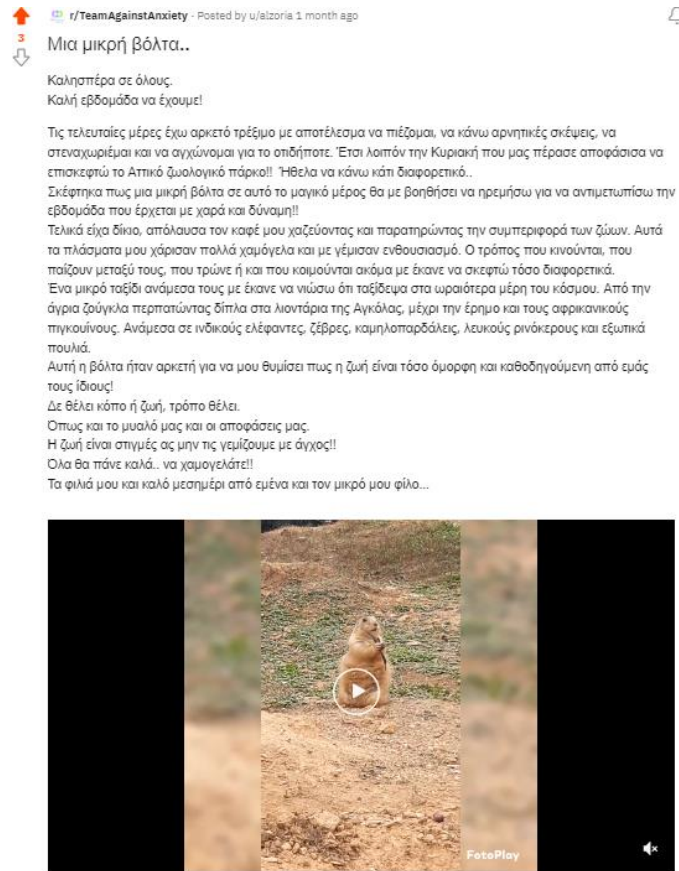 r/TeamAgainstAnxiety · Posted by u/alzoria 1 month ago
3
Μια μικρή βόλτα..
Καλησπέρα σε όλους.
Καλή εβδομάδα να έχουμε!
Τις τελευταίες μέρες έχω αρκετό τρέξιμο με αποτέλεσμα να πιέζομαι, να κάνω αρνητικές σκέψεις, να
στεναχωριέμαι και να αγχώνομαι για το οτιδήποτε. Έτσι λοιπόν την Κυριακή που μας πέρασε αποφάσισα να
επισκεφτώ το Αττικό ζωολογικό πάρκο!! Ήθελα να κάνω κάτι διαφορετικό..
Σκέφτηκα πως μια μικρή βόλτα σε αυτό το μαγικό μέρος θα με βοηθήσει να ηρεμήσω για να αντιμετωπίσω την
εβδομάδα που έρχεται με χαρά και δύναμη!!
Τελικά είχα δίκιο, απόλαυσα τον καφέ μου χαζεύοντας και παρατηρώντας την συμπεριφορά των ζώων. Αυτά
τα πλάσματα μου χάρισαν πολλά χαμόγελα και με γέμισαν ενθουσιασμό. Ο τρόπος που κινούνται, που
παίζουν μεταξύ τους, που τρώνε ή και που κοιμούνται ακόμα με έκανε να σκεφτώ τόσο διαφορετικά.
Ένα μικρό ταξίδι ανάμεσα τους με έκανε να νιώσω ότι ταξίδεψα στα ωραιότερα μέρη του κόσμου. Από την
άγρια ζούγκλα περπατώντας δίπλα στα λιοντάρια της Αγκόλας, μέχρι την έρημο και τους αφρικανικούς
πιγκουίνους. Ανάμεσα σε ινδικούς ελέφαντες, ζέβρες, καμηλοπαρδάλεις, λευκούς ρινόκερους και εξωτικά
πουλιά.
Αυτή η βόλτα ήταν αρκετή για να μου θυμίσει πως η ζωή είναι τόσο όμορφη και καθοδηγούμενη από εμάς
τους ίδιους!
Δε θέλει κόπο ή ζωή, τρόπο θέλει.
Όπως και το μυαλό μας και οι αποφάσεις μας.
Η ζωή είναι στιγμές ας μην τις γεμίζουμε με άγχος!!
Όλα θα πάνε καλά.. να χαμογελάτε!!
Τα φιλιά μου και καλό μεσημέρι από εμένα και τον μικρό μου φίλο...
FotoPlay